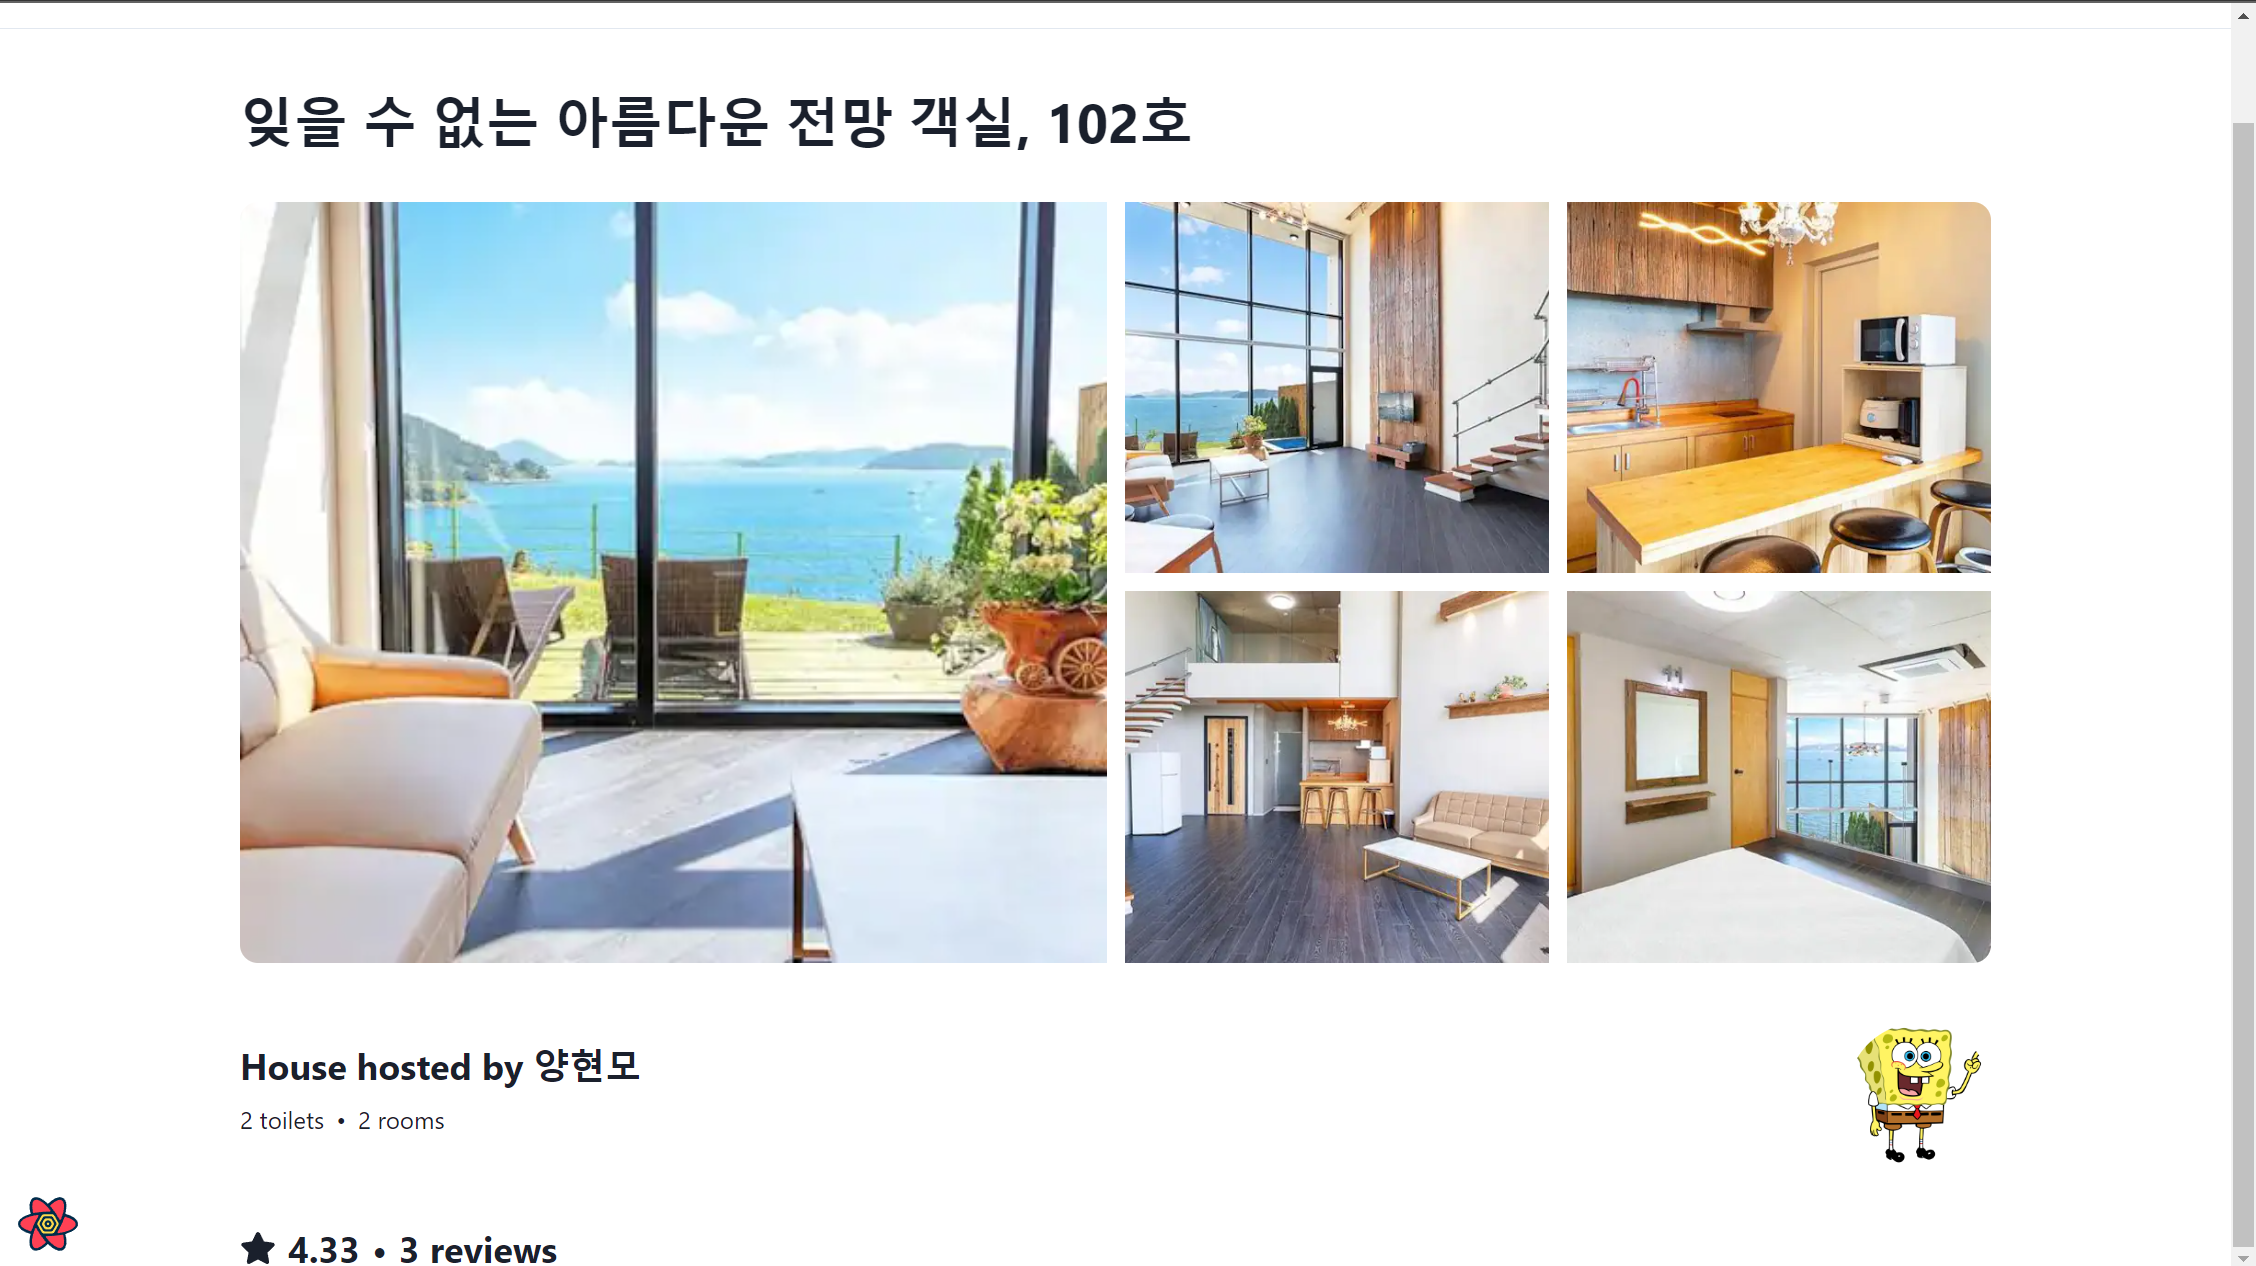 잊을 수 없는 아름다운 전망 객실, 102호
House hosted by 양현모
2 toilets • 2 rooms
4.33 • 3 reviews